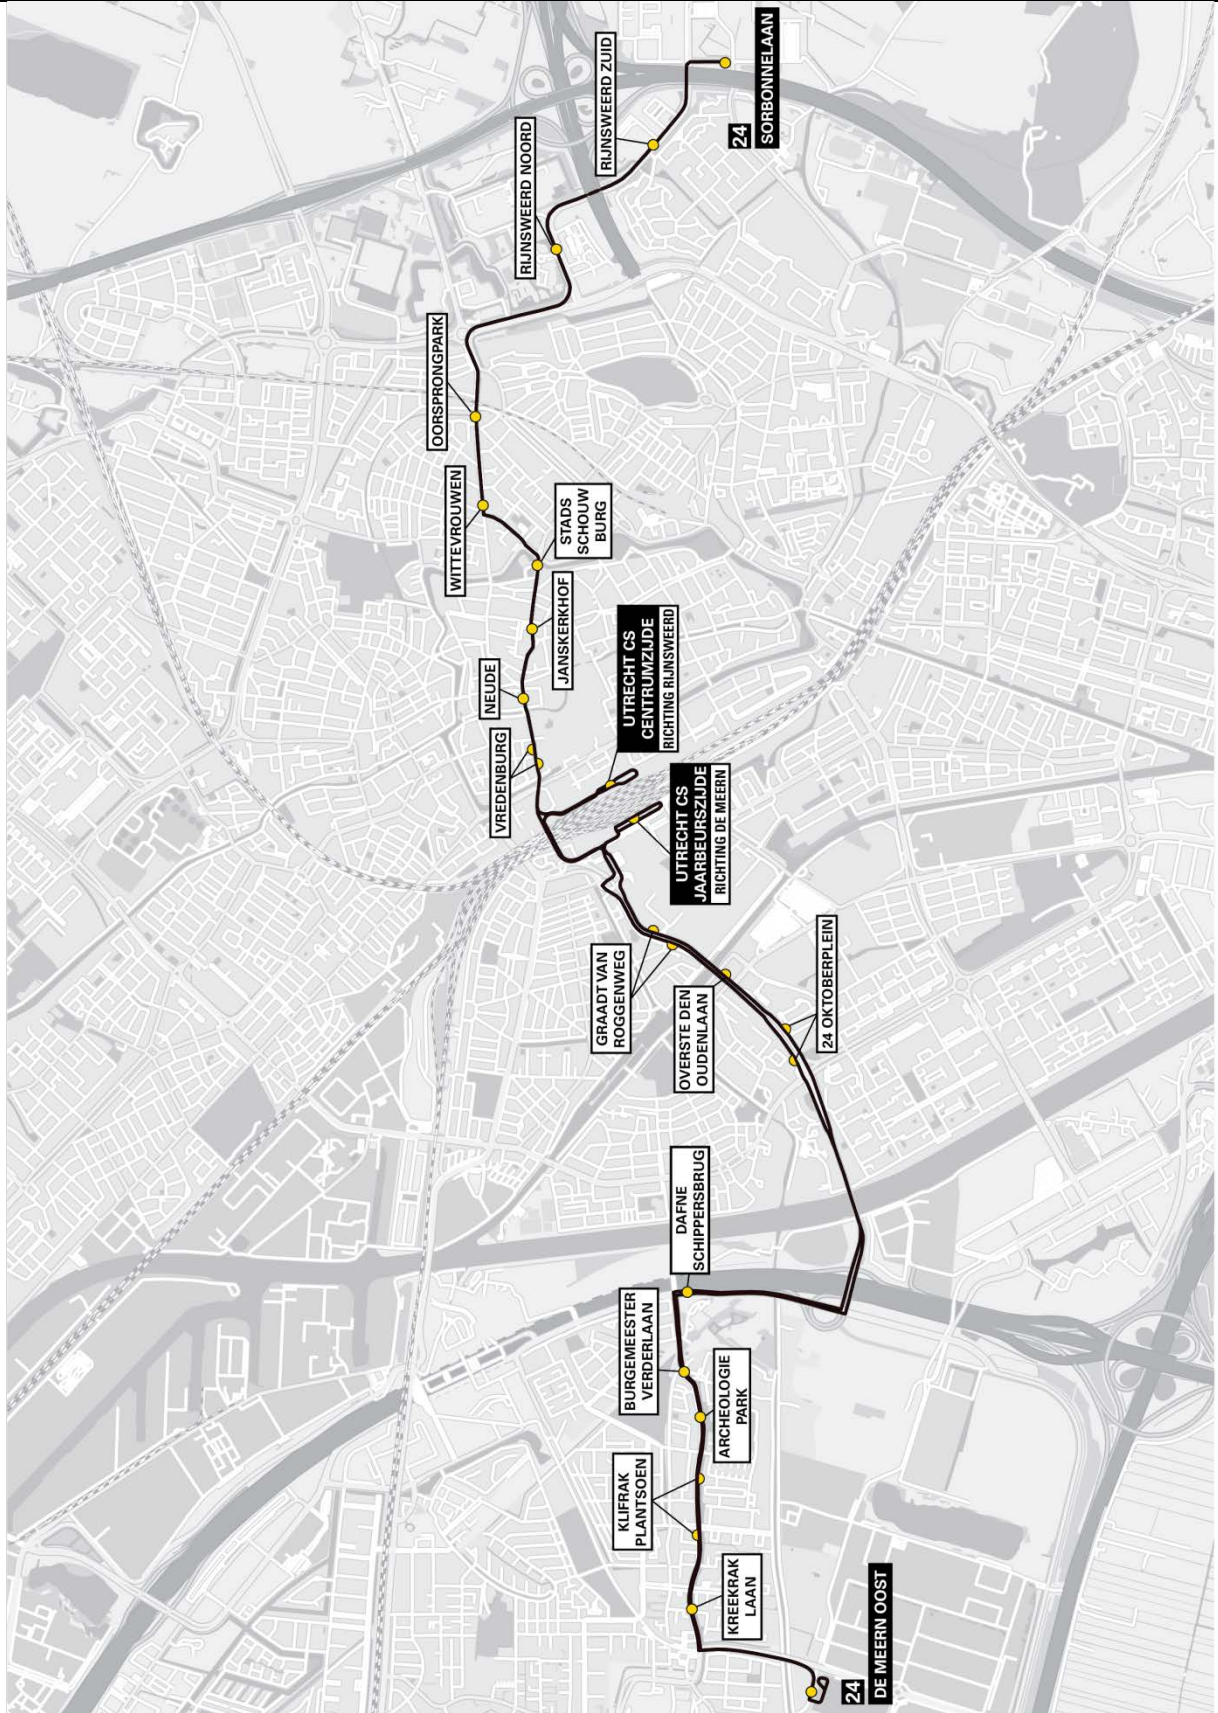 24
SORBONNELAAN
RIJNSWEERD ZUID
RIJNSWEERD NOORD
OORSPRONGPARK
WITTEVROUWEN
STADS
SCHOUW
BURG
JANSKERKHOF
NEUDE
VREDENBURG
UTRECHT CS
CENTRUMZIJDE
RICHTING RIJNSWEERD
UTRECHT CS
JAARBEURSZIJDE
RICHTING DE MEERN
GRAADT VAN
ROGGENWEG
OVERSTE DEN
OUDENLAAN
24 OKTOBERPLEIN
DAFNE
SCHIPPERSBRUG
BURGEMEESTER
VERDERLAAN
ARCHEOLOGIE
PARK
KLIFRAK
PLANTSOEN
KREEKRAK
LAAN
24
DE MEERN OOST